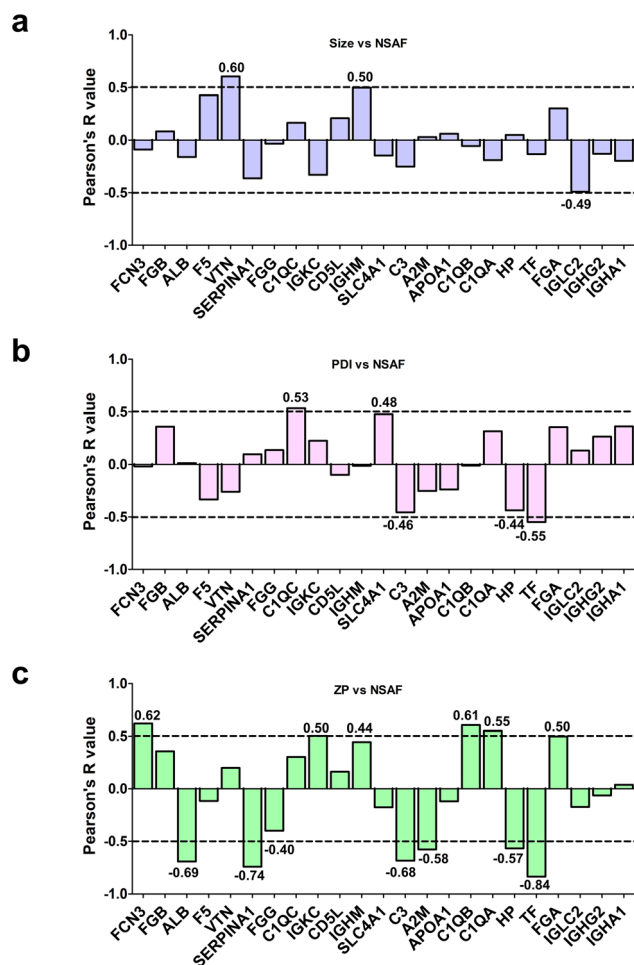 a
Size vs NSAF
Pearson's R value
1.0
0.5
0.0
-0.5
-1.0
0.60
0.50
-0.49
FCN3
FGB
ALB
F5
VTN
SERPINA1
FGG
C1QC
IGKC
CD5L
IGHM
SLC4A1
C3
A2M
APOA1
C1QB
C1QA
HP
TF
FGA
IGLC2
IGHG2
IGHA1
b
PDI vs NSAF
Pearson's R value
1.0
0.5
0.0
-0.5
-1.0
0.53
0.48
-0.46
-0.44
-0.55
FCN3
FGB
ALB
F5
VTN
SERPINA1
FGG
C1QC
IGKC
CD5L
IGHM
SLC4A1
C3
A2M
APOA1
C1QB
C1QA
HP
TF
FGA
IGLC2
IGHG2
IGHA1
c
ZP vs NSAF
Pearson's R value
1.0
0.5
0.0
-0.5
-1.0
0.62
0.50
0.44
0.61
0.55
0.50
-0.69
-0.74
-0.40
-0.68
-0.58
-0.57
-0.84
FCN3
FGB
ALB
F5
VTN
SERPINA1
FGG
C1QC
IGKC
CD5L
IGHM
SLC4A1
C3
A2M
APOA1
C1QB
C1QA
HP
TF
FGA
IGLC2
IGHG2
IGHA1